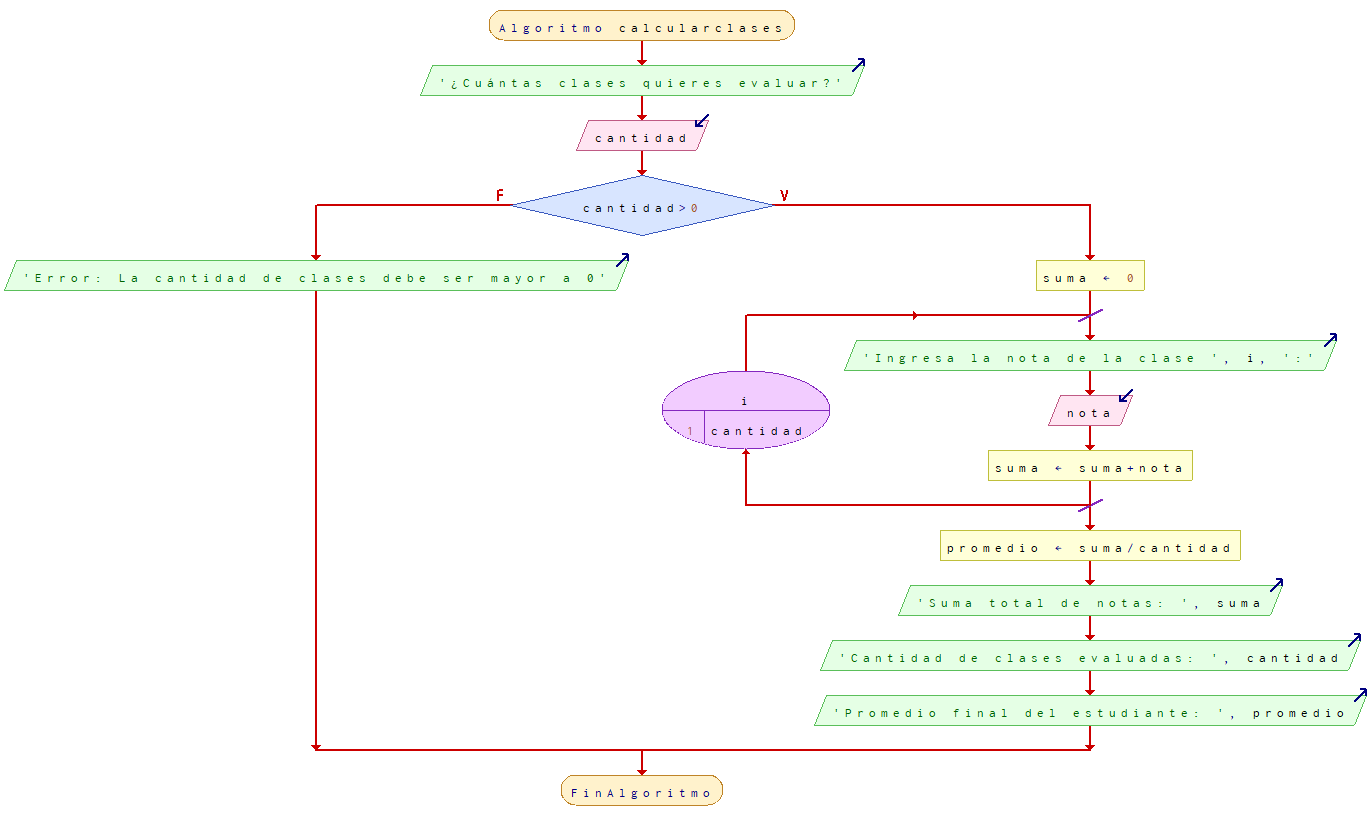 Algoritmo calcularclases
'¿Cuántas clases quieres evaluar?'
cantidad
F
V
cantidad>0
'Error: La cantidad de clases debe ser mayor a 0'
suma ← 0
'Ingresa la nota de la clase ', i, ':'
i
1 cantidad
nota
suma ← suma+nota
promedio ← suma/cantidad
'Suma total de notas: ', suma
'Cantidad de clases evaluadas: ', cantidad
'Promedio final del estudiante: ', promedio
FinAlgoritmo